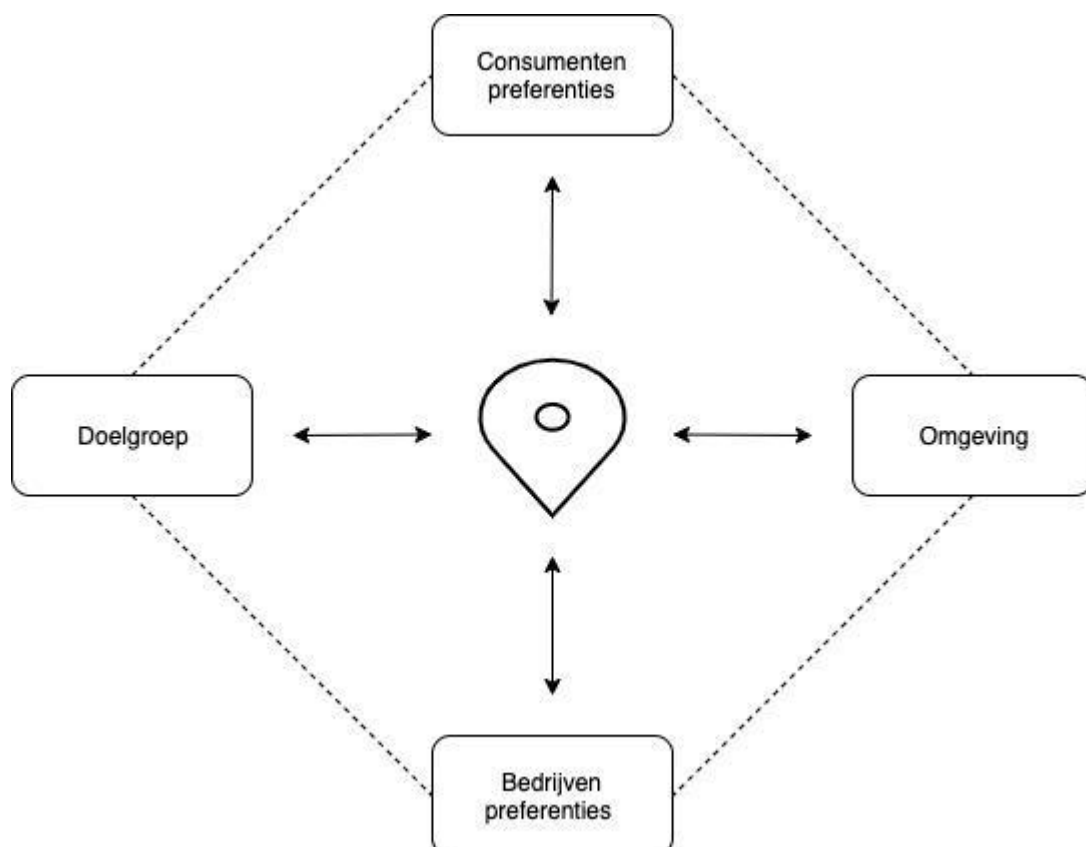 Consumenten
preferenties
Doelgroep
Omgeving
Bedrijven
preferenties